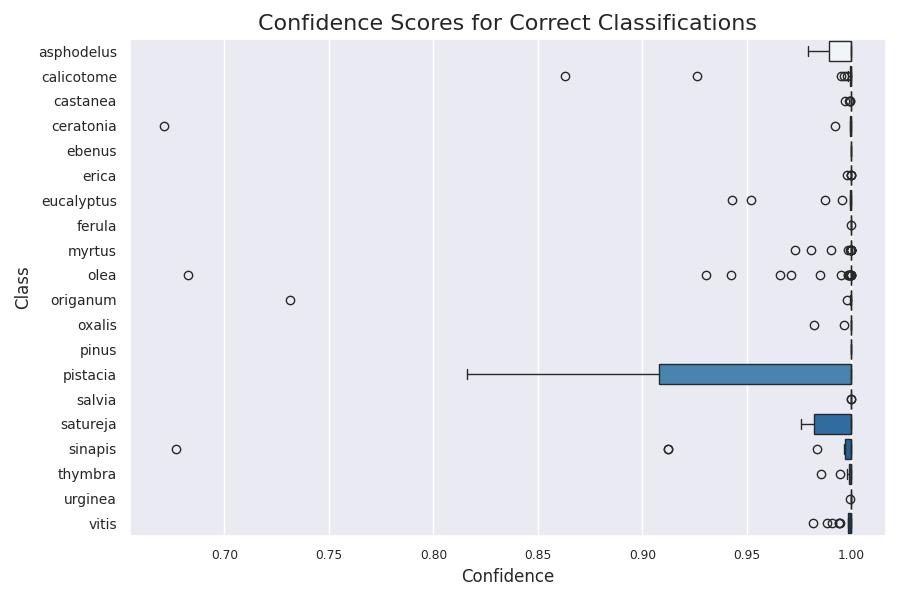 Confidence Scores for Correct Classifications
asphodelus
calicotome
castanea
ceratonia
ebenus
erica
eucalyptus
ferula
myrtus
olea
origanum
oxalis
pinus
pistacia
salvia
satureja
sinapis
thymbra
urginea
vitis
Class
0.70 0.75 0.80 0.85 0.90 0.95 1.00
Confidence